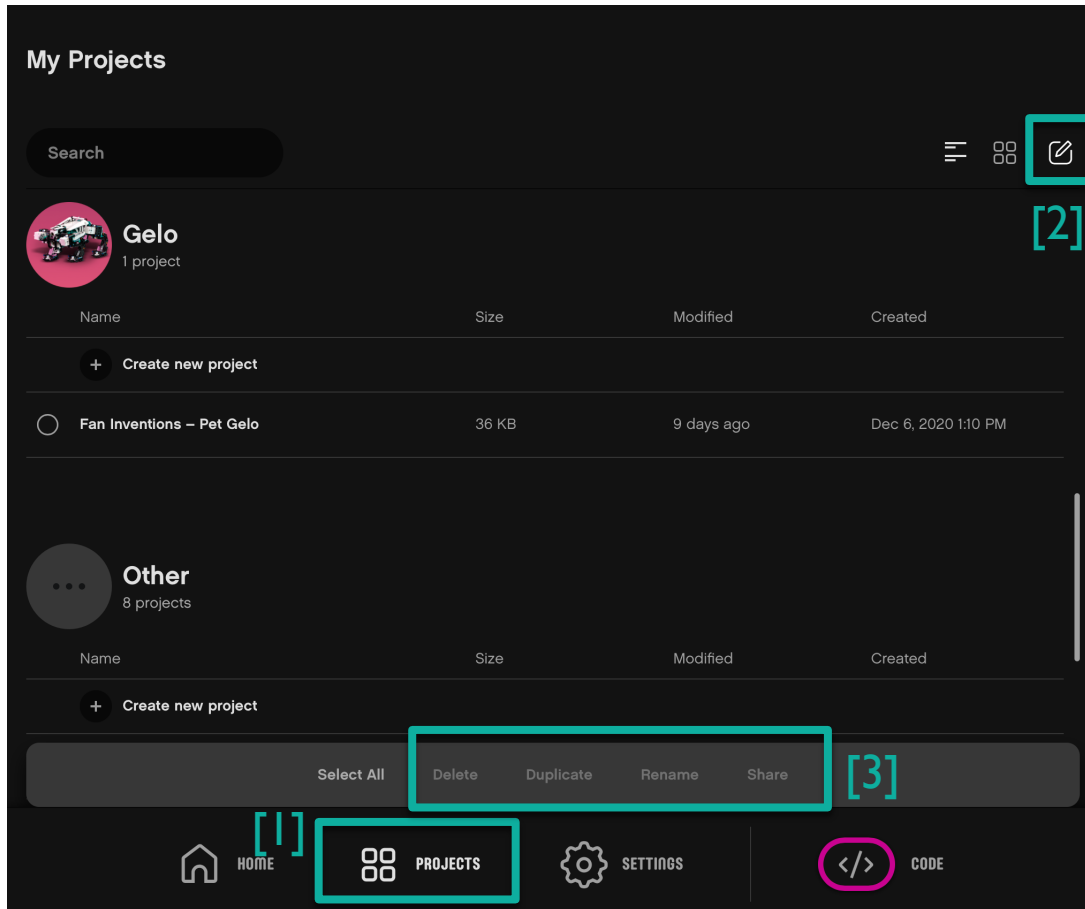 My Projects
Search
[2]
Gelo
1 project
Name Size Modified Created
+ Create new project
Fan Inventions – Pet Gelo 36 KB 9 days ago Dec 6, 2020 1:10 PM
Other
8 projects
Name Size Modified Created
+ Create new project
Select All Delete Duplicate Rename Share [3]
[1]
HOME PROJECTS SETTINGS </> CODE